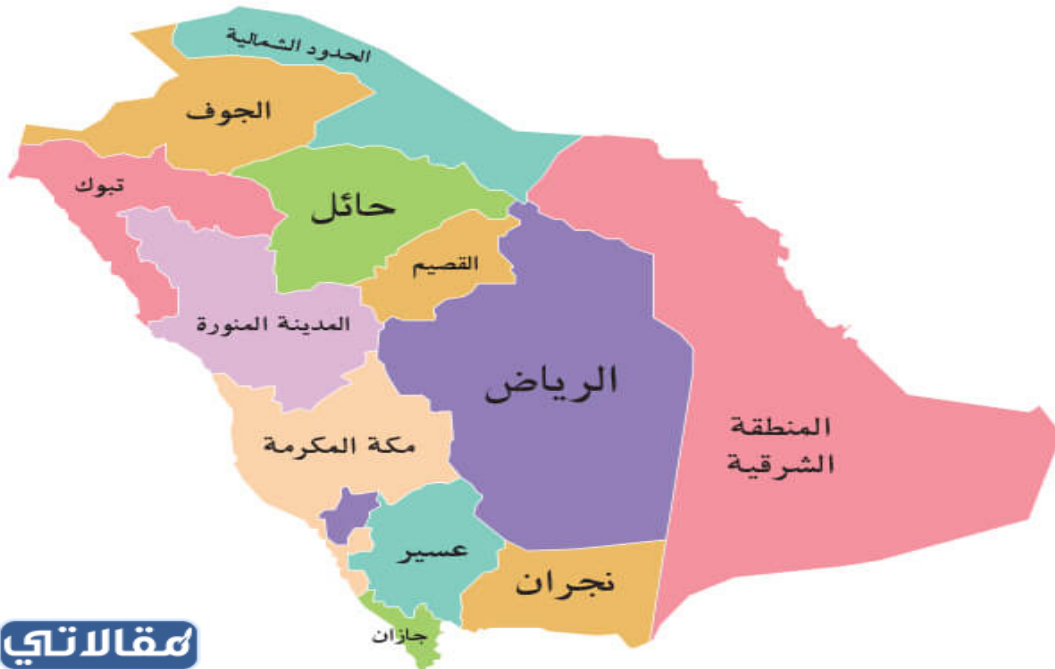 الحدود الشمالية
الجوف
تبوك
حائل
القصيم
المدينة المنورة
الرياض
المنطقة
الشرقية
مكة المكرمة
عسير
نجران
جازان
مقالاتي